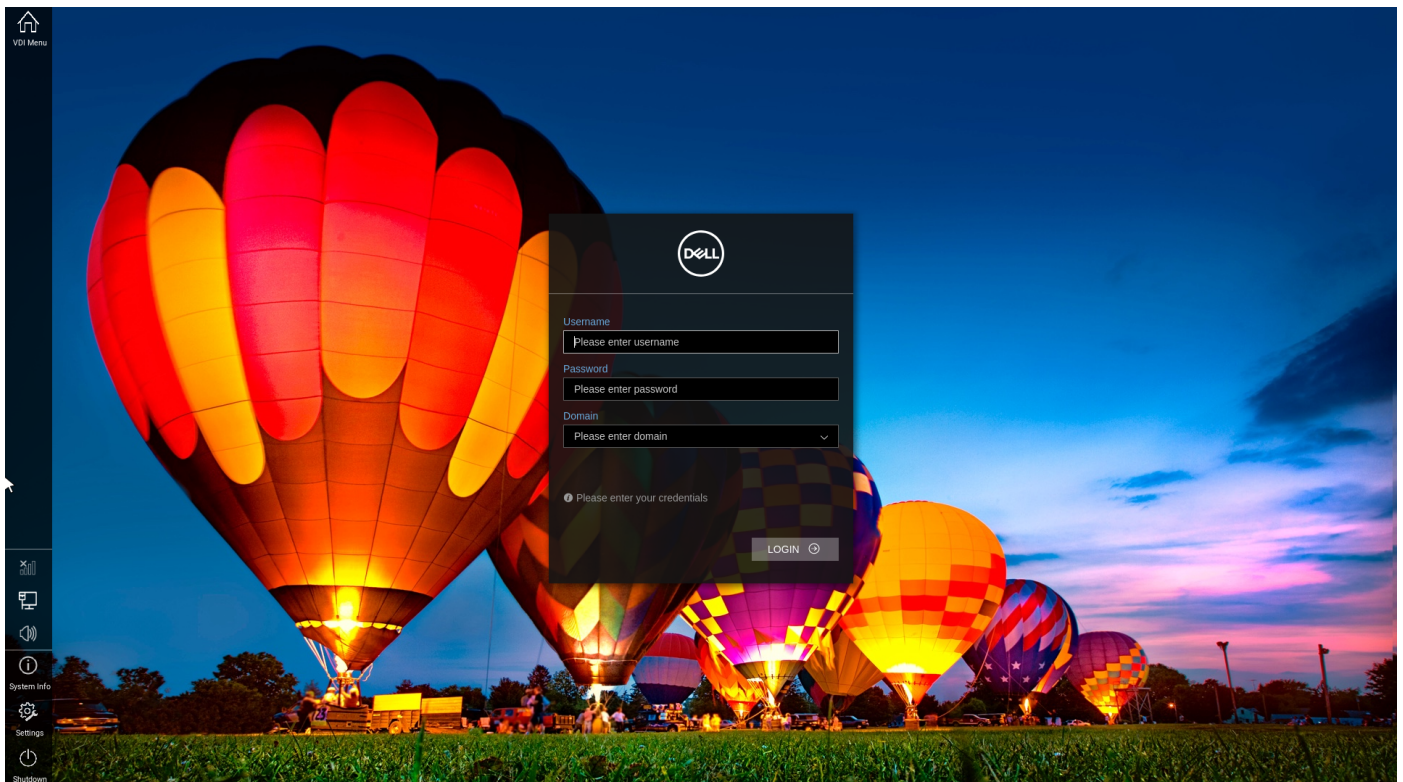 VDI Menu
DELL
Username
Please enter username
Password
Please enter password
Domain
Please enter domain
Please enter your credentials
LOGIN
System Info
Settings
Shutdown